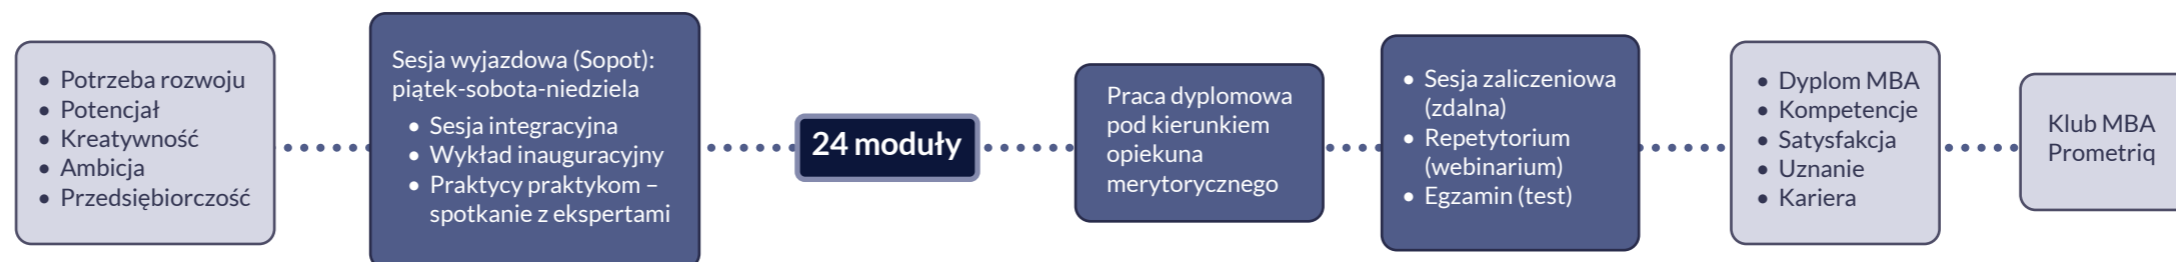 • Potrzeba rozwoju
• Potencjał
• Kreatywność
• Ambicja
• Przedsiębiorczość
Sesja wyjazdowa (Sopot):
piątek-sobota-niedziela
• Sesja integracyjna
• Wykład inauguracyjny
• Praktycy praktykom –
spotkanie z ekspertami
24 moduły
Praca dyplomowa
pod kierunkiem
opiekuna
merytorycznego
• Sesja zaliczeniowa
(zdalna)
• Repetytorium
(webinarium)
• Egzamin (test)
• Dyplom MBA
• Kompetencje
• Satysfakcja
• Uznanie
• Kariera
Klub MBA
Prometriq